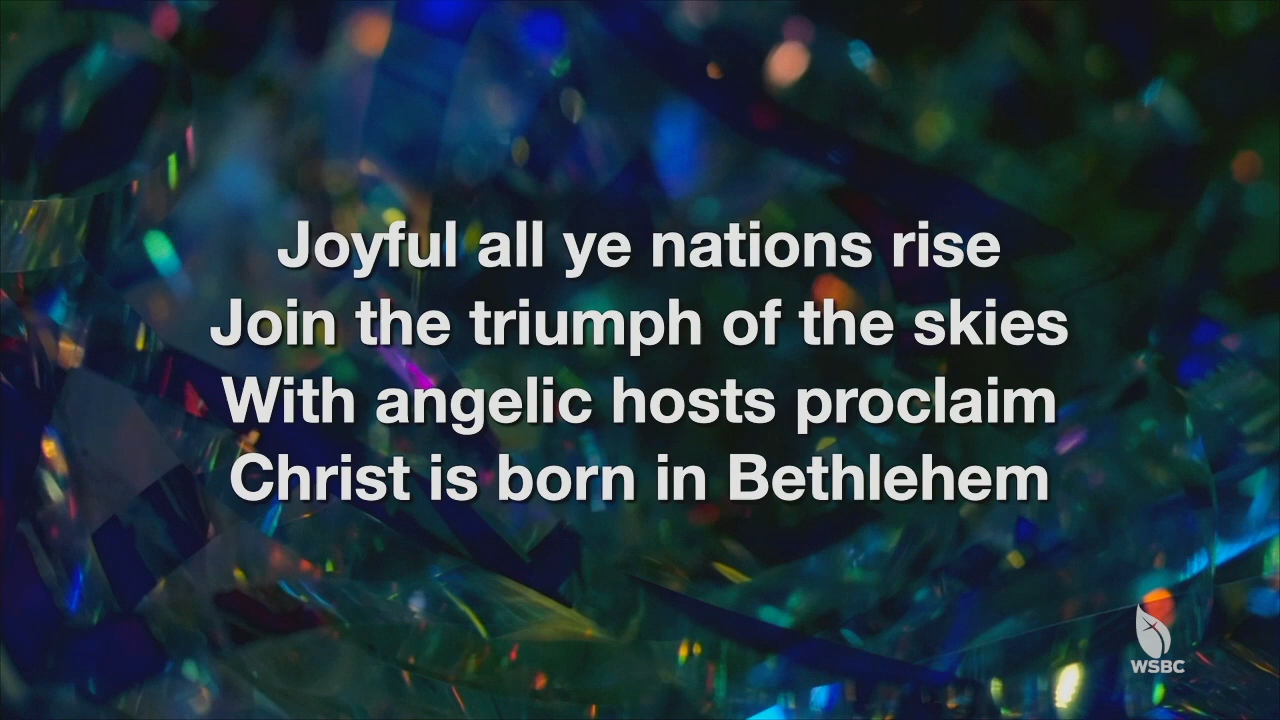 Joyful all ye nations rise
Join the triumph of the skies
With angelic hosts proclaim
Christ is born in Bethlehem
WSBC